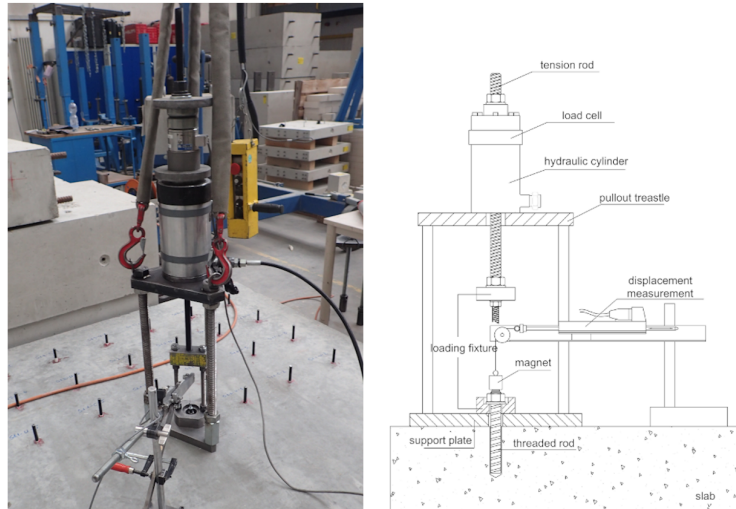 tension rod
load cell
hydraulic cylinder
pullout treastle
displacement
measurement
loading fixture
magnet
support plate
threaded rod
slab